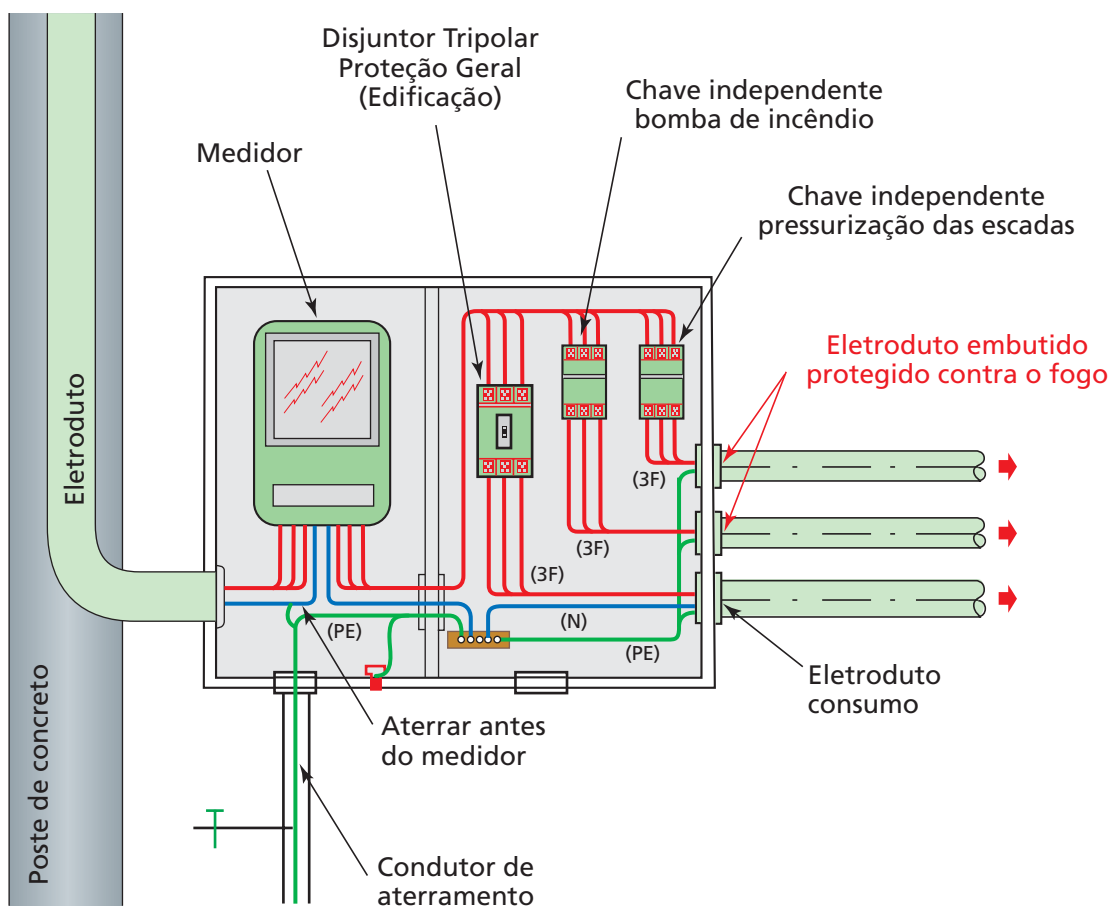 Disjuntor Tripolar
Proteção Geral
(Edificação)
Chave independente
bomba de incêndio
Medidor
Chave independente
pressurização das escadas
Eletroduto embutido
protegido contra o fogo
Eletroduto
(3F)
(3F)
(3F)
(N)
(PE)
(PE)
Eletroduto
consumo
Aterrar antes
do medidor
Poste de concreto
Condutor de
aterramento